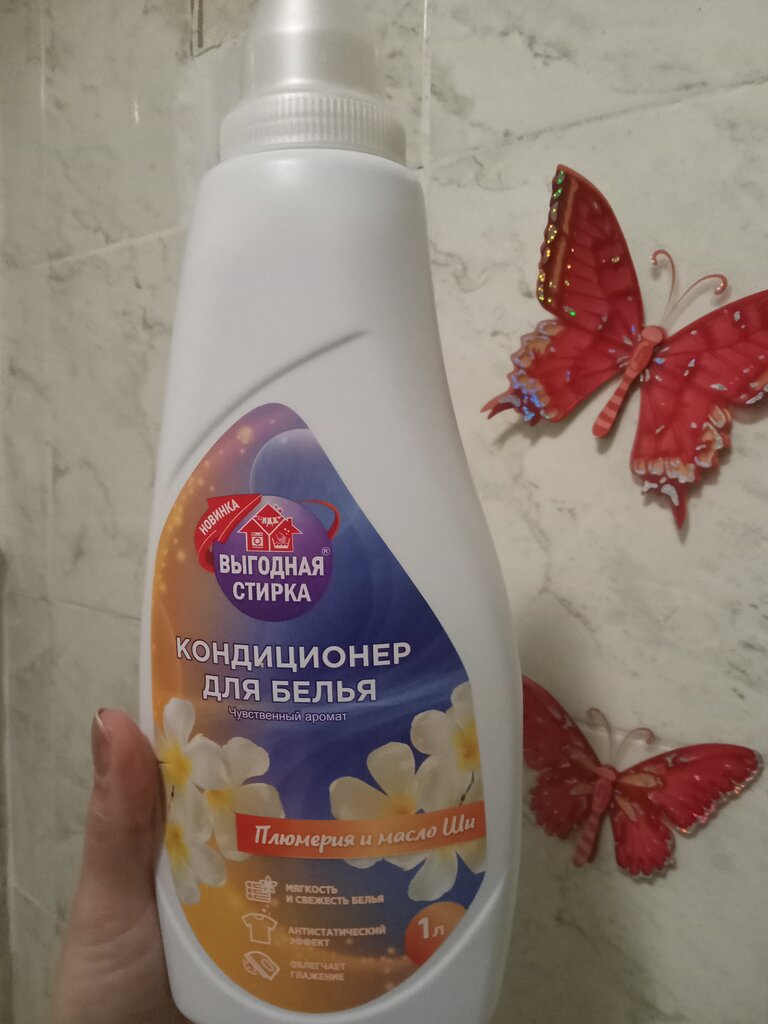 НОВИНКА
"ЛДА"
ВЫГОДНАЯ ®
СТИРКА
КОНДИЦИОНЕР
ДЛЯ БЕЛЬЯ
Чувственный аромат
Плюмерия и масло Ши
МЯГКОСТЬ
И СВЕЖЕСТЬ БЕЛЬЯ
АНТИСТАТИЧЕСКИЙ
ЭФФЕКТ
1л
ОБЛЕГЧАЕТ
ГЛАЖЕНИЕ